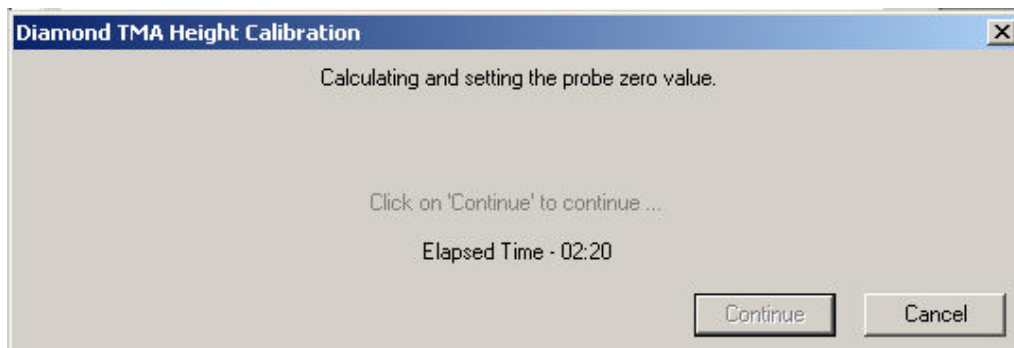 Diamond TMA Height Calibration
Calculating and setting the probe zero value.
Click on 'Continue' to continue ...
Elapsed Time - 02:20
Continue Cancel